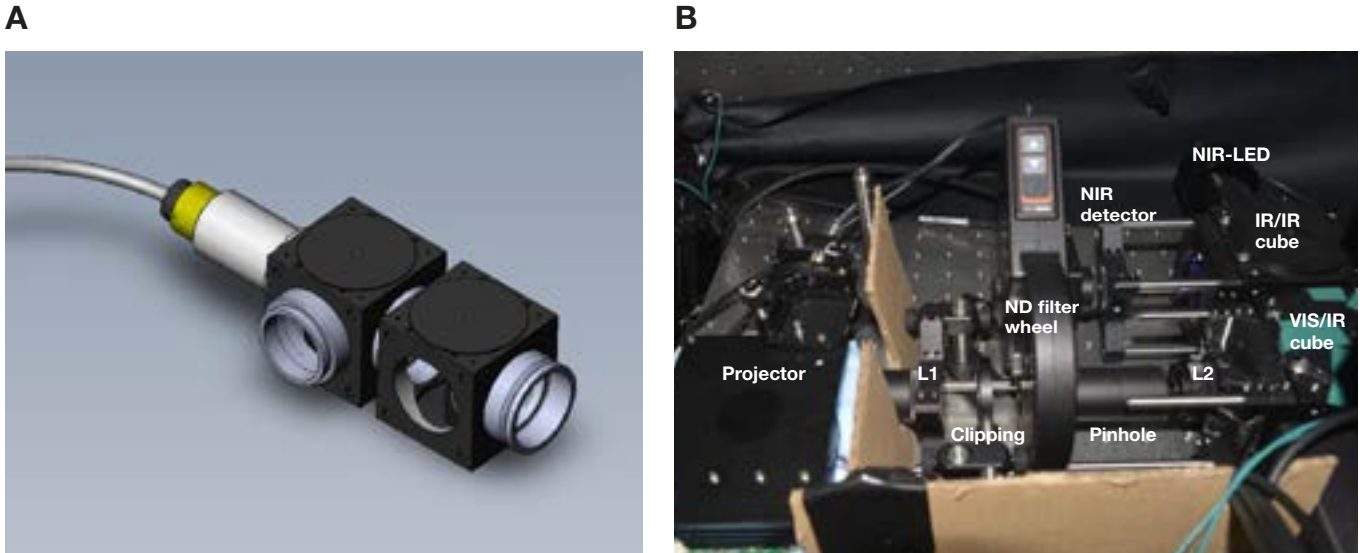 A
B
NIR-LED
NIR
detector
IR/IR
cube
ND filter
wheel
VIS/IR
cube
Projector
L1
L2
Clipping
Pinhole